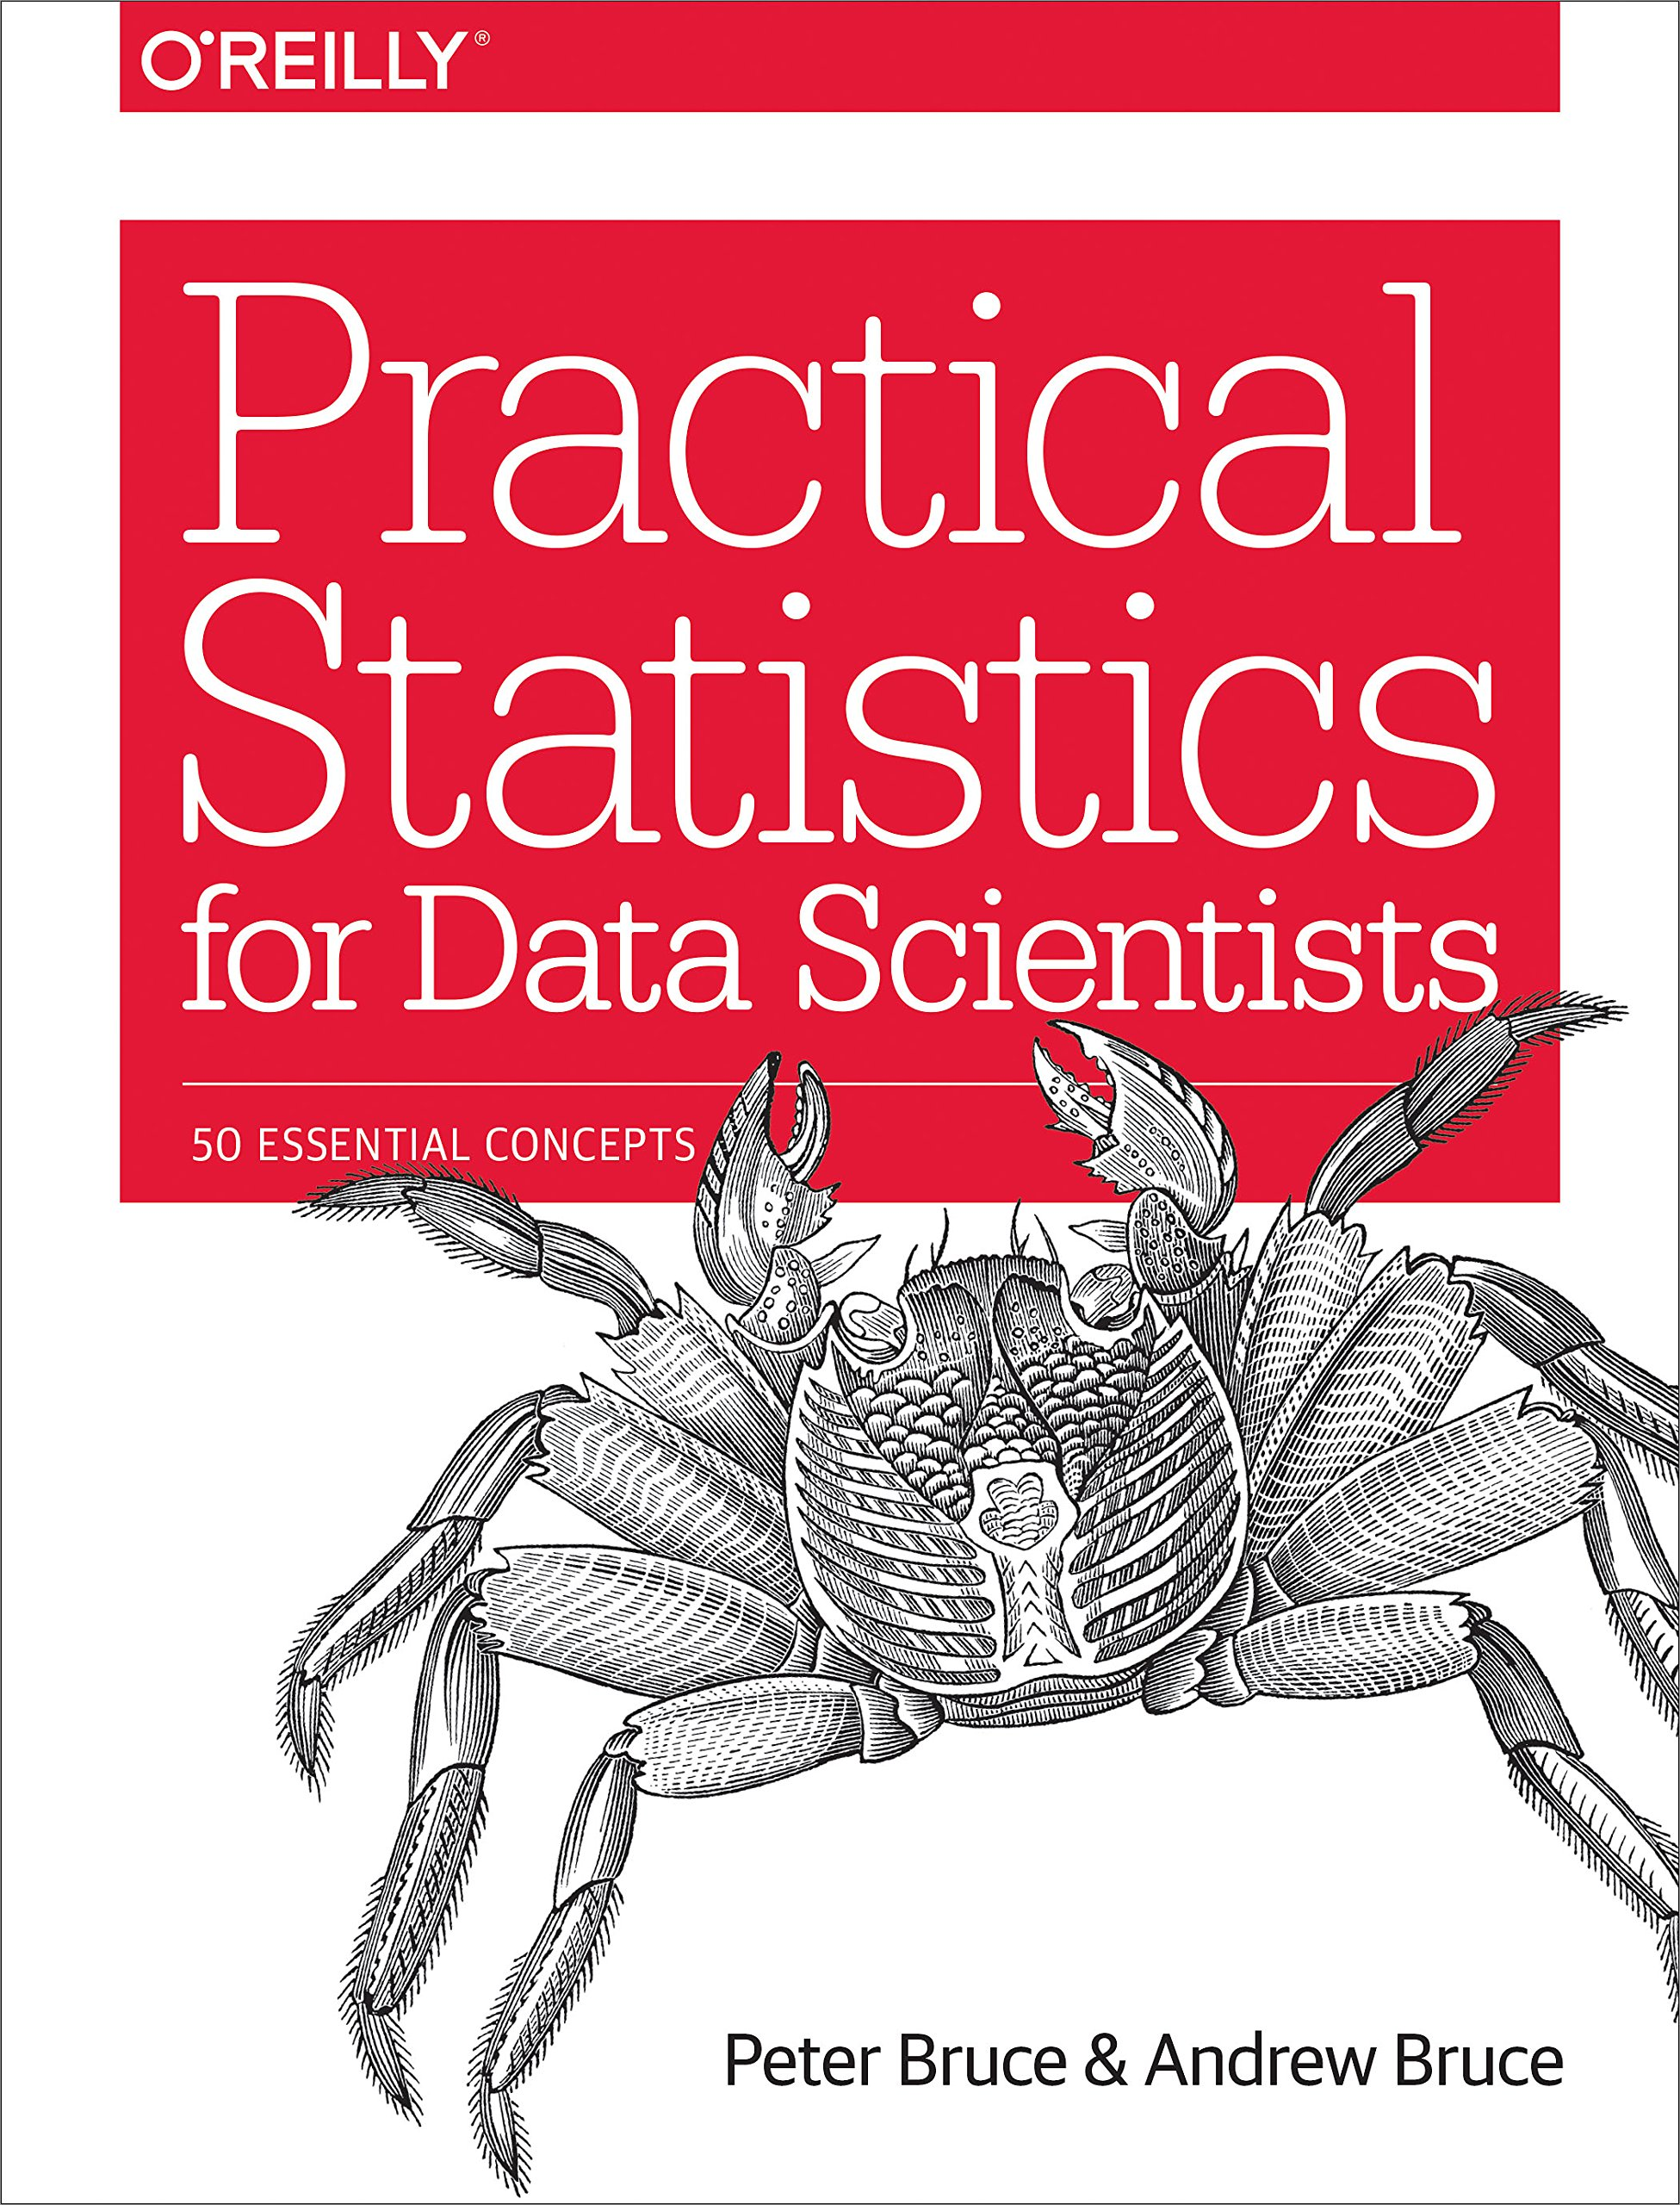 O'REILLY®
Practical
Statistics
for Data Scientists
50 ESSENTIAL CONCEPTS
Peter Bruce & Andrew Bruce